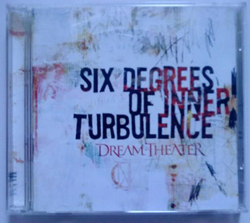 SIX DEGREES
OF INNER
TURBULENCE
DREAM THEATER